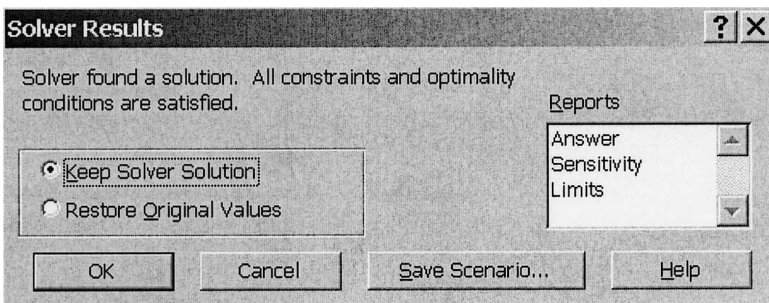 Solver Results
? X
Solver found a solution. All constraints and optimality
conditions are satisfied.
Reports
Answer
Sensitivity
Limits
Keep Solver Solution
Restore Original Values
OK Cancel Save Scenario... Help